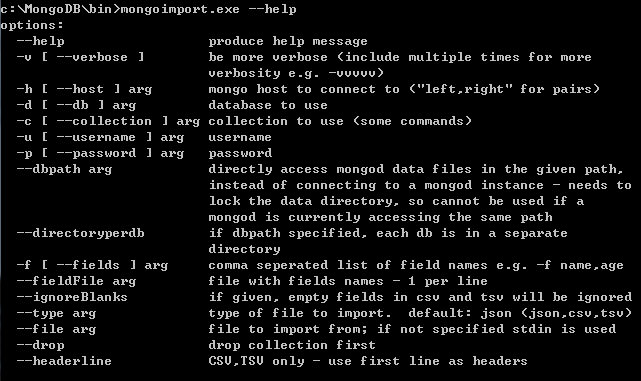 c:\MongoDB\bin>mongoimport.exe --help
options:
  --help                  produce help message
  -v [ --verbose ]        be more verbose (include multiple times for more
                          verbosity e.g. -vvvvv)
  -h [ --host ] arg       mongo host to connect to ("left,right" for pairs)
  -d [ --db ] arg         database to use
  -c [ --collection ] arg collection to use (some commands)
  -u [ --username ] arg   username
  -p [ --password ] arg   password
  --dbpath arg            directly access mongod data files in the given path,
                          instead of connecting to a mongod instance - needs to
                          lock the data directory, so cannot be used if a
                          mongod is currently accessing the same path
  --directoryperdb        if dbpath specified, each db is in a separate
                          directory
  -f [ --fields ] arg     comma seperated list of field names e.g. -f name,age
  --fieldFile arg         file with fields names - 1 per line
  --ignoreBlanks          if given, empty fields in csv and tsv will be ignored
  --type arg              type of file to import.  default: json (json,csv,tsv)
  --file arg              file to import from; if not specified stdin is used
  --drop                  drop collection first
  --headerline            CSV,TSV only - use first line as headers